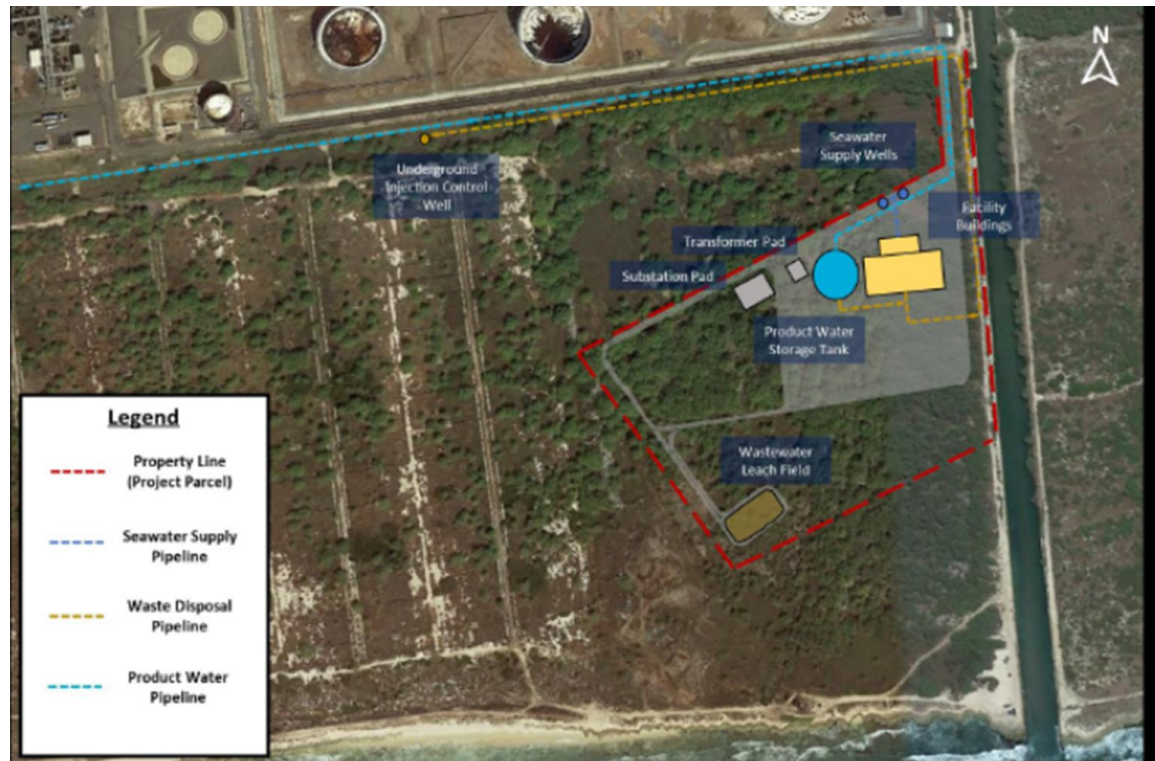 N
Seawater
Supply Wells
Underground
Injection Control
Well
Facility
Buildings
Transformer Pad
Substation Pad
Product Water
Storage Tank
Wastewater
Leach Field
Legend
Property Line
(Project Parcel)
Seawater Supply
Pipeline
Waste Disposal
Pipeline
Product Water
Pipeline